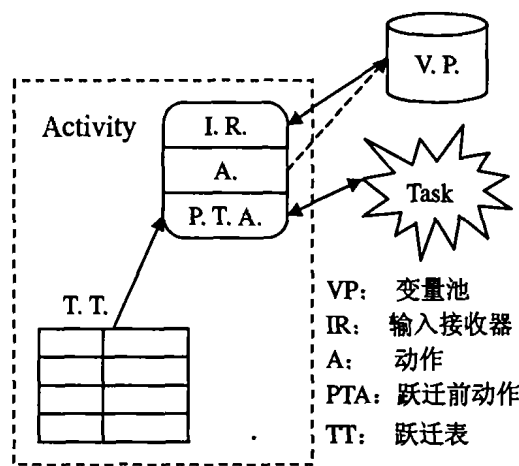 V. P.
Activity
I. R.
A.
P. T. A.
Task
T. T.
VP： 变量池
IR： 输入接收器
A： 动作
PTA：跃迁前动作
TT： 跃迁表